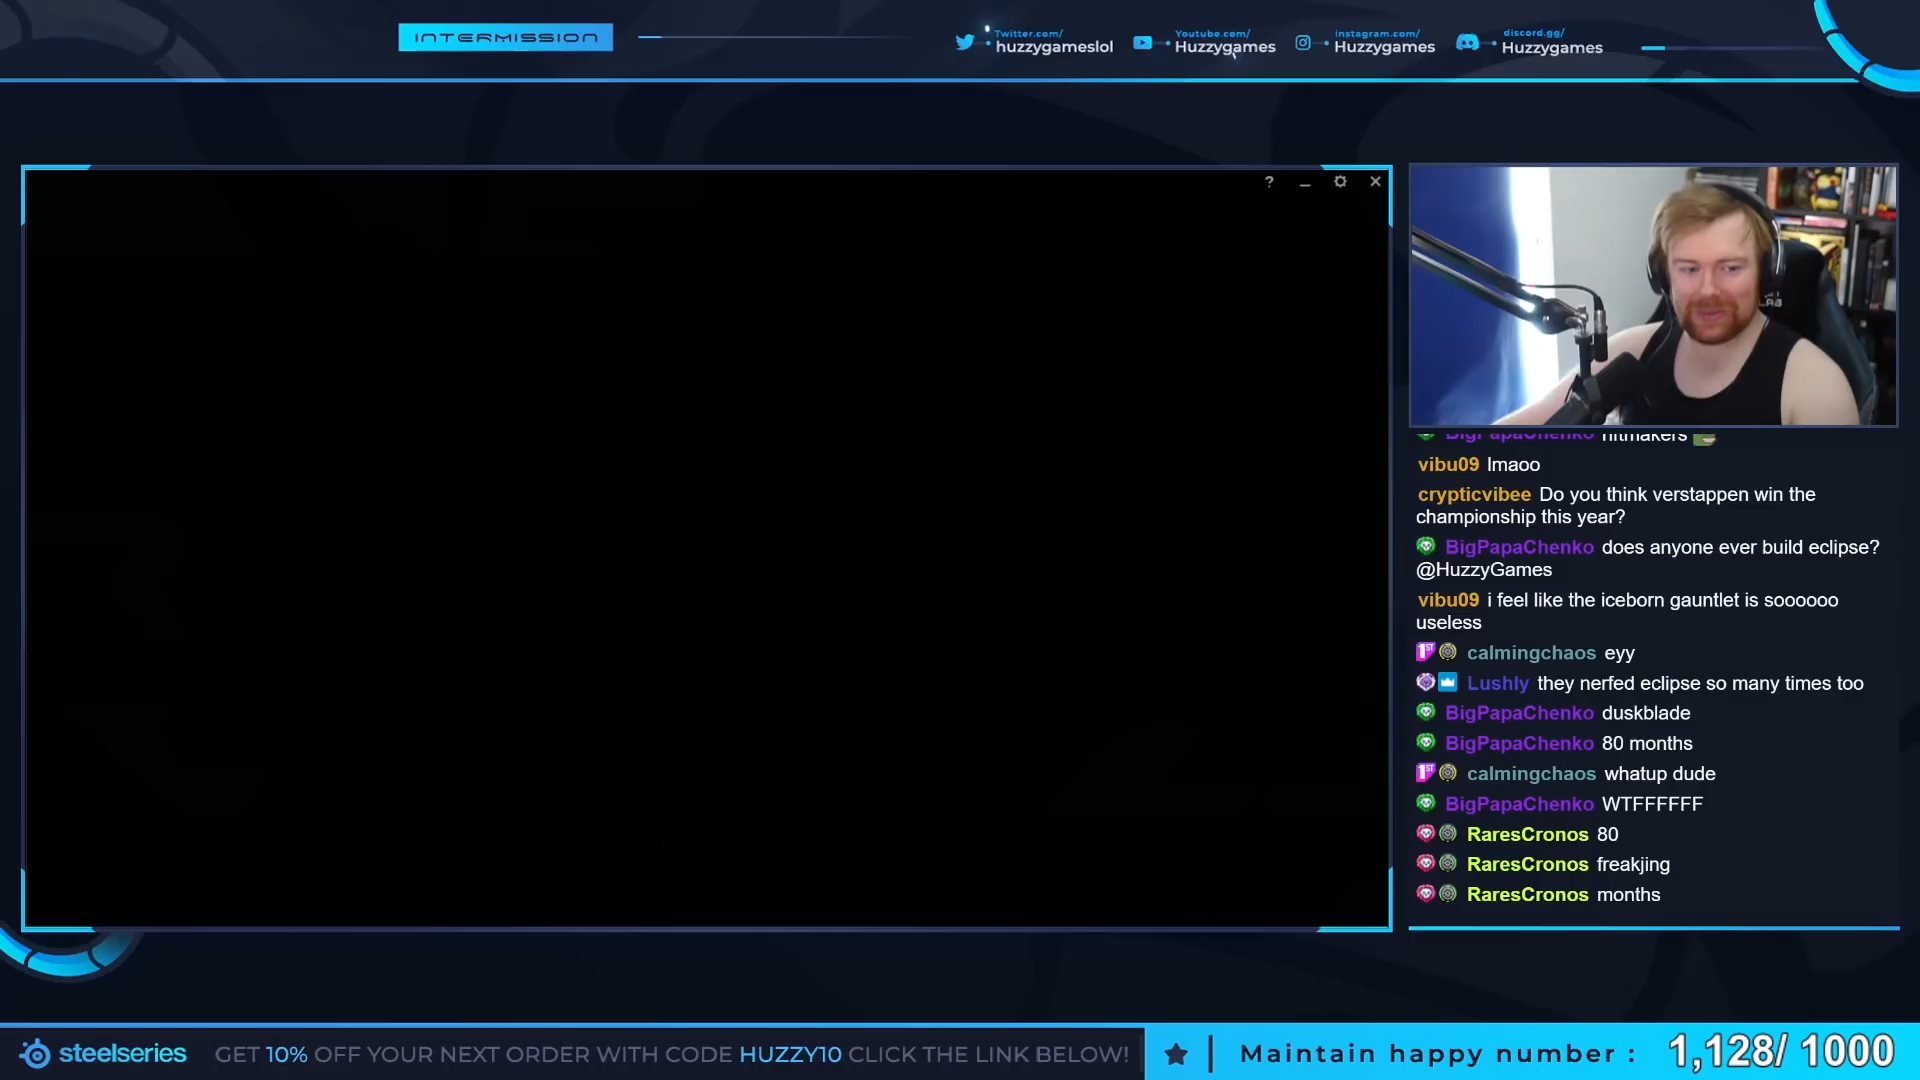 INTERMISSION
Twitter.com/
huzzygameslol
Youtube.com/
Huzzygames
instagram.com/
Huzzygames
discord.gg/
Huzzygames
?
BigPapaChenko hitmakers
vibu09 lmaoo
crypticvibee Do you think verstappen win the
championship this year?
BigPapaChenko does anyone ever build eclipse?
@HuzzyGames
vibu09 i feel like the iceborn gauntlet is soooooo
useless
1ST calmingchaos eyy
Lushly they nerfed eclipse so many times too
BigPapaChenko duskblade
BigPapaChenko 80 months
1ST calmingchaos whatup dude
BigPapaChenko WTFFFFFF
RaresCronos 80
RaresCronos freakjing
RaresCronos months
steelseries GET 10% OFF YOUR NEXT ORDER WITH CODE HUZZY10 CLICK THE LINK BELOW!
Maintain happy number : 1,128/ 1000